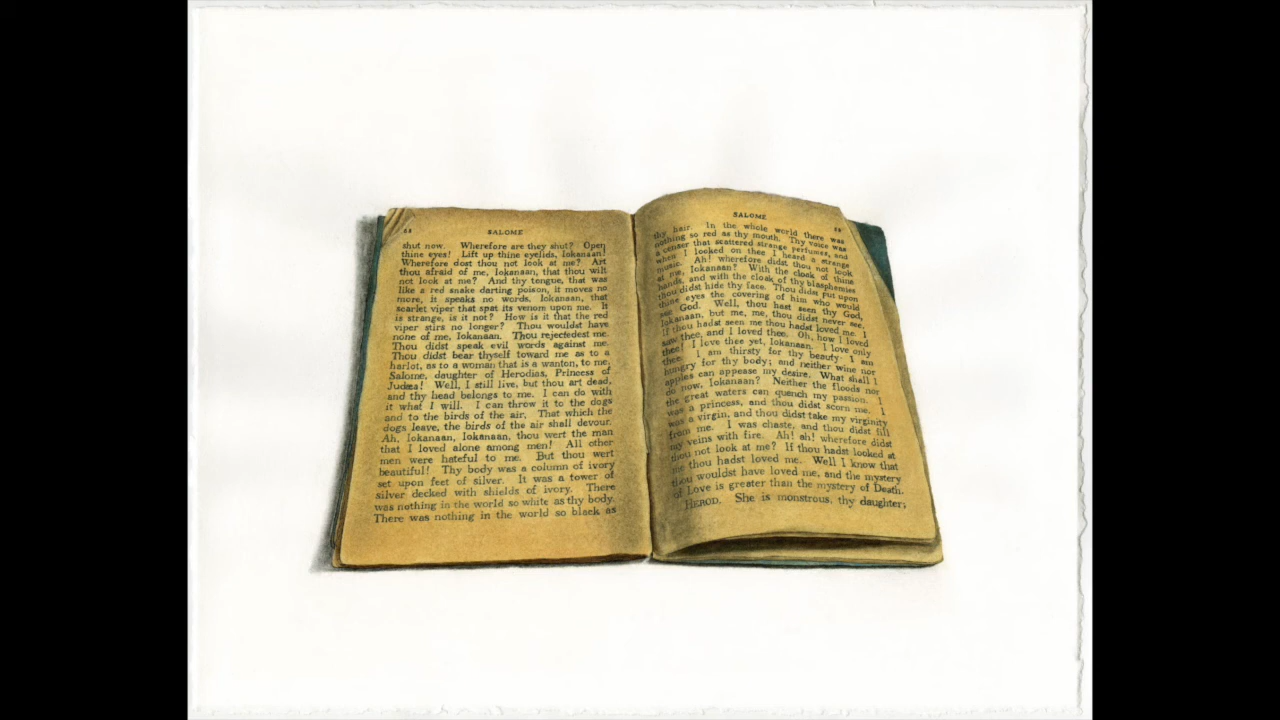 SALOME
shut now. Wherefore are they shut? Open
thine eyes! Lift up thine eyelids, Iokanaan!
Wherefore dost thou not look at me? Art
thou afraid of me, Iokanaan, that thou wilt
not look at me? And thy tongue, that was
like a red snake darting poison, it moves no
more, it speaks no words, Iokanaan, that
scarlet viper that spat its venom upon me. It
is strange, is it not? How is it that the red
viper stirs no longer? Thou wouldst have
none of me, Iokanaan. Thou rejectedest me.
Thou didst speak evil words against me.
Thou didst bear thyself toward me as to a
harlot, as to a woman that is a wanton, to me,
Salome, daughter of Herodias, Princess of
Judæa! Well, I still live, but thou art dead,
and thy head belongs to me. I can do with
it what I will. I can throw it to the dogs
and to the birds of the air. That which the
dogs leave, the birds of the air shall devour.
Ah, Iokanaan, Iokanaan, thou wert the man
that I loved alone among men! All other
men were hateful to me. But thou wert
beautiful! Thy body was a column of ivory
set upon feet of silver. It was a tower of
silver decked with shields of ivory. There
was nothing in the world so white as thy body.
There was nothing in the world so black as
SALOME
thy hair. In the whole world there was
nothing so red as thy mouth. Thy voice was
a censer that scattered strange perfumes, and
when I looked on thee I heard a strange
music. Ah! wherefore didst thou not look
at me, Iokanaan? With the cloak of thine
hands, and with the cloak of thy blasphemies
thou didst hide thy face. Thou didst put upon
thine eyes the covering of him who would
see God. Well, thou hast seen thy God,
Iokanaan, but me, me, thou didst never see.
If thou hadst seen me thou hadst loved me. I
saw thee, and I loved thee. Oh, how I loved
thee! I love thee yet, Iokanaan. I love only
thee. I am thirsty for thy beauty; I am
hungry for thy body; and neither wine nor
apples can appease my desire. What shall I
do now, Iokanaan? Neither the floods nor
the great waters can quench my passion. I
was a princess, and thou didst scorn me. I
was a virgin, and thou didst take my virginity
from me. I was chaste, and thou didst fill
my veins with fire. Ah! ah! wherefore didst
thou not look at me? If thou hadst looked at
me thou hadst loved me. Well I know that
thou wouldst have loved me, and the mystery
of Love is greater than the mystery of Death.
HEROD. She is monstrous, thy daughter;